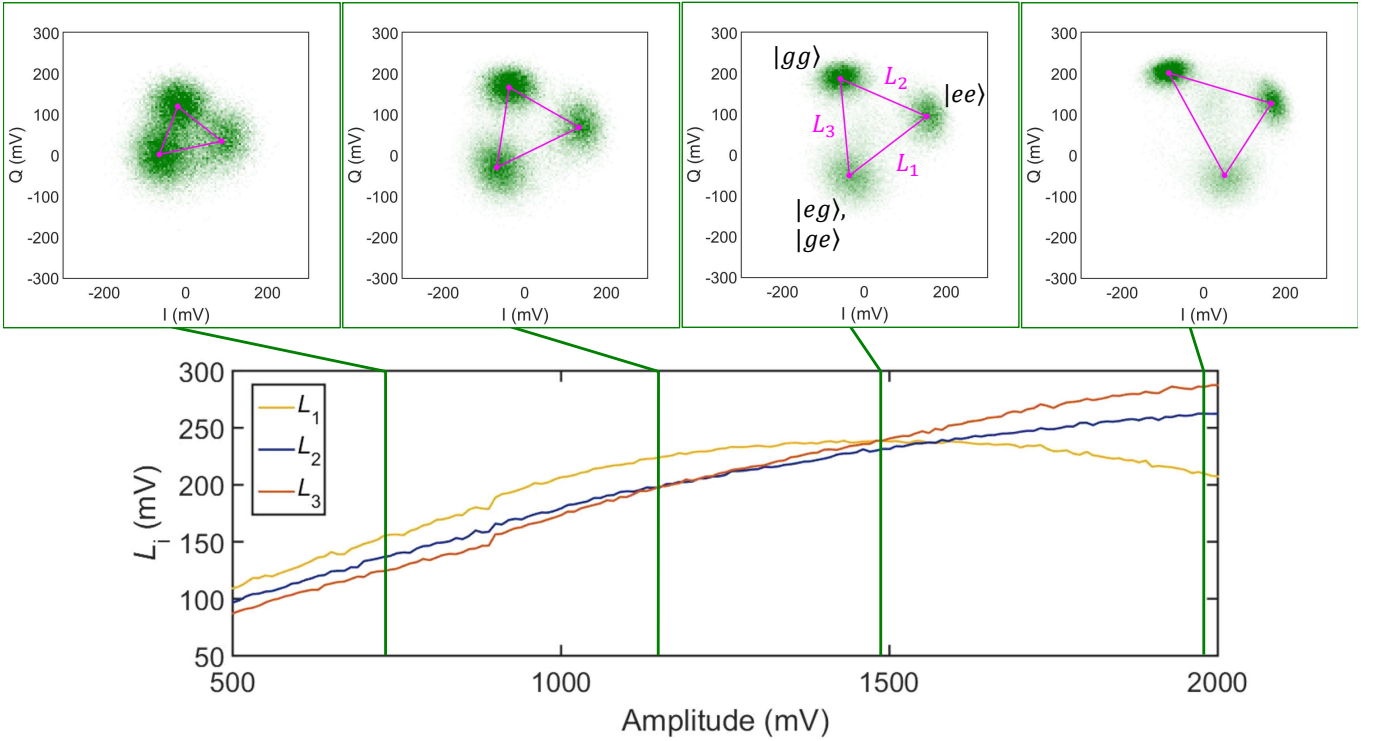 300
200
100
0
-100
-200
-300
Q (mV)
-200 0 200
I (mV)
300
200
100
0
-100
-200
-300
Q (mV)
-200 0 200
I (mV)
300
200
100
0
-100
-200
-300
Q (mV)
|gg⟩
L₂
|ee⟩
L₃
L₁
|eg⟩,
|ge⟩
-200 0 200
I (mV)
300
200
100
0
-100
-200
-300
Q (mV)
-200 0 200
I (mV)
300
250
200
150
100
50
Lᵢ (mV)
L₁
L₂
L₃
500 1000 1500 2000
Amplitude (mV)